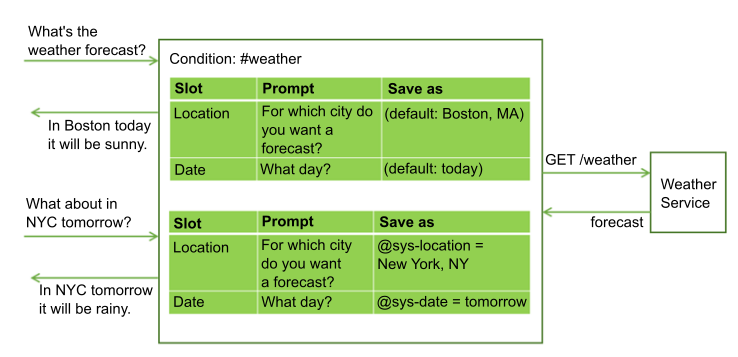 What's the
weather forecast?
In Boston today
it will be sunny.
What about in
NYC tomorrow?
In NYC tomorrow
it will be rainy.
Condition: #weather
Slot Prompt Save as
Location For which city do (default: Boston, MA)
you want a
forecast?
Date What day? (default: today)
Slot Prompt Save as
Location For which city @sys-location =
do you want New York, NY
a forecast?
Date What day? @sys-date = tomorrow
GET /weather
forecast
Weather
Service